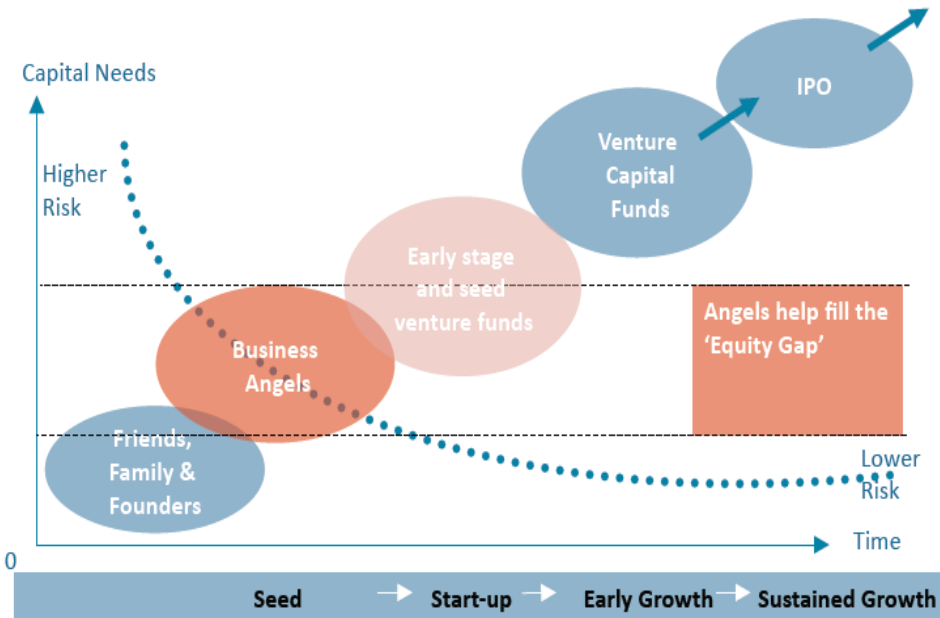 Capital Needs
Higher
Risk
IPO
Venture
Capital
Funds
Early stage
and seed
venture funds
Angels help fill the
‘Equity Gap’
Business
Angels
Friends,
Family &
Founders
Lower
Risk
Time
0
Seed
Start-up
Early Growth
Sustained Growth